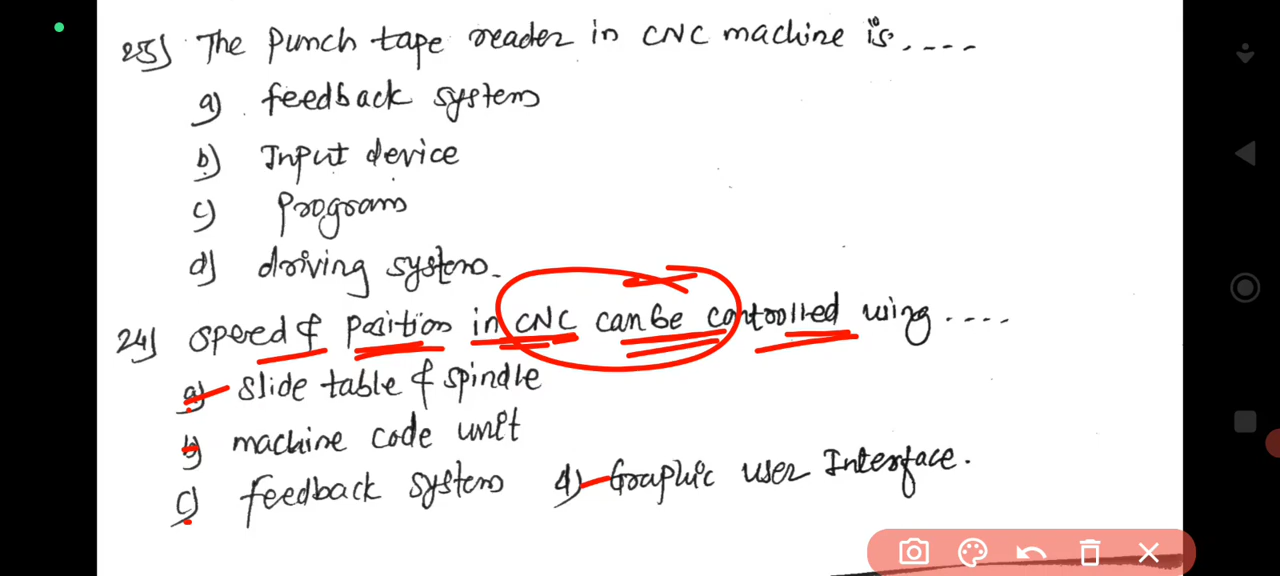 25) The Punch tape reader in CNC machine is.----
a) feedback system
b) Input device
c) Program
d) driving system.
24) Speed & Position in CNC can be controlled using ----
a) Slide table & spindle
b) machine code unit
c) feedback system d) Graphic user Interface.